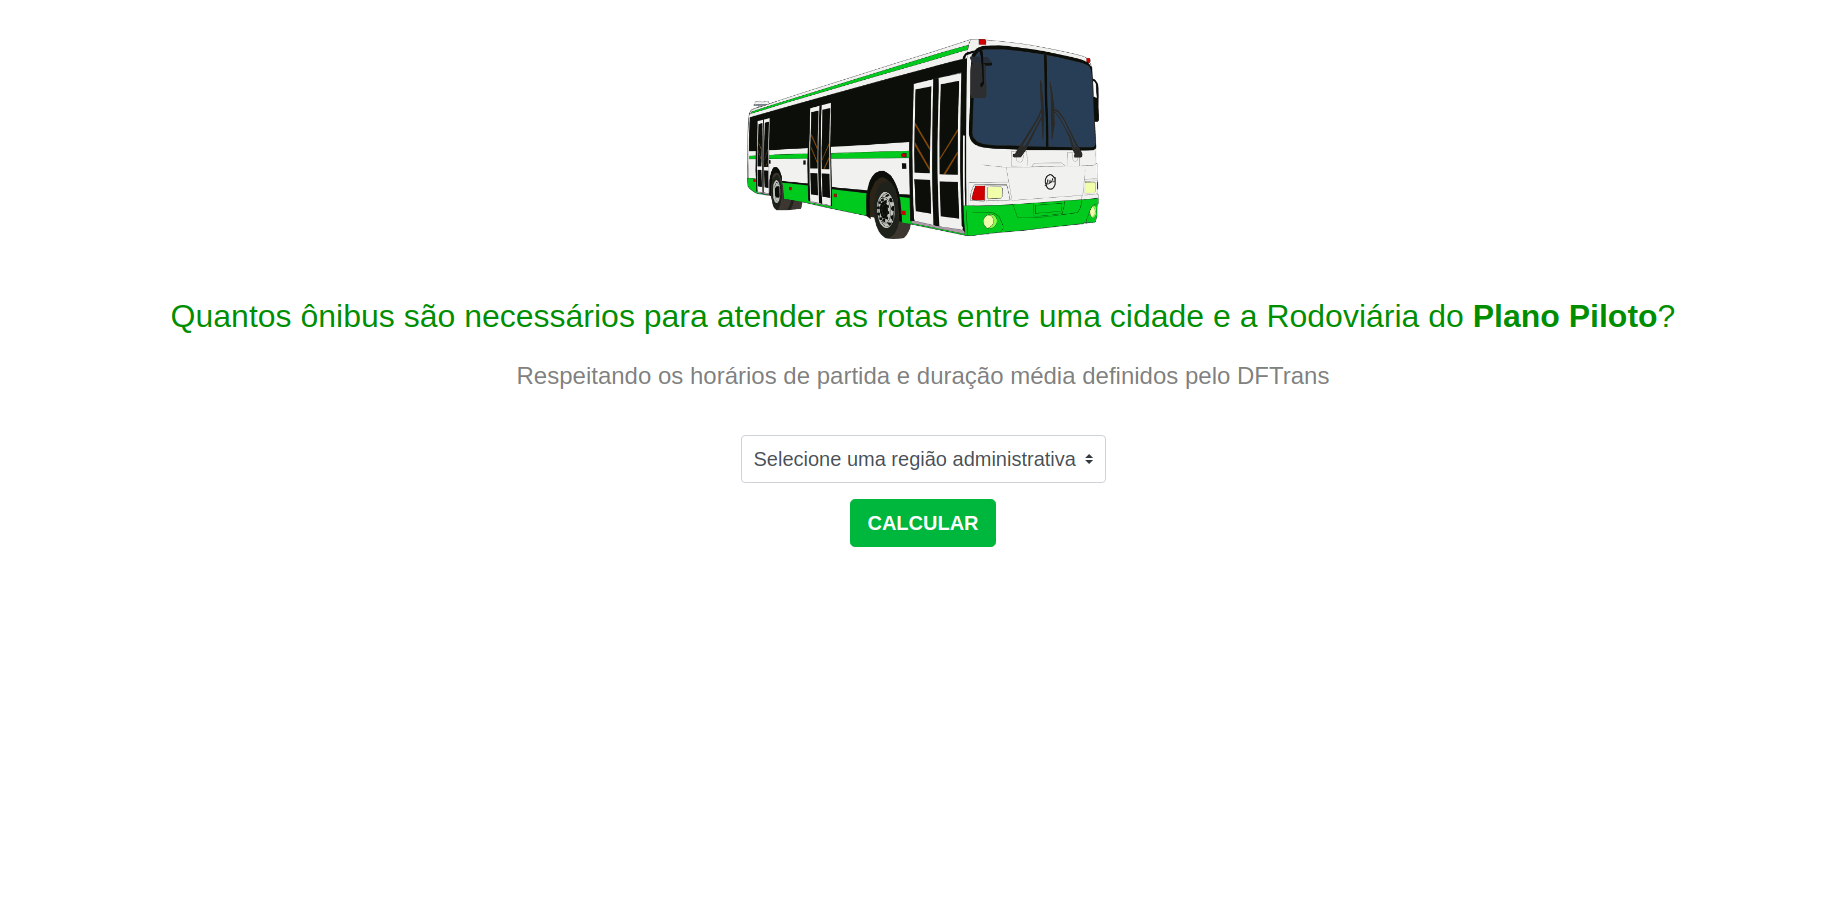 Quantos ônibus são necessários para atender as rotas entre uma cidade e a Rodoviária do Plano Piloto?
Respeitando os horários de partida e duração média definidos pelo DFTrans
Selecione uma região administrativa
CALCULAR